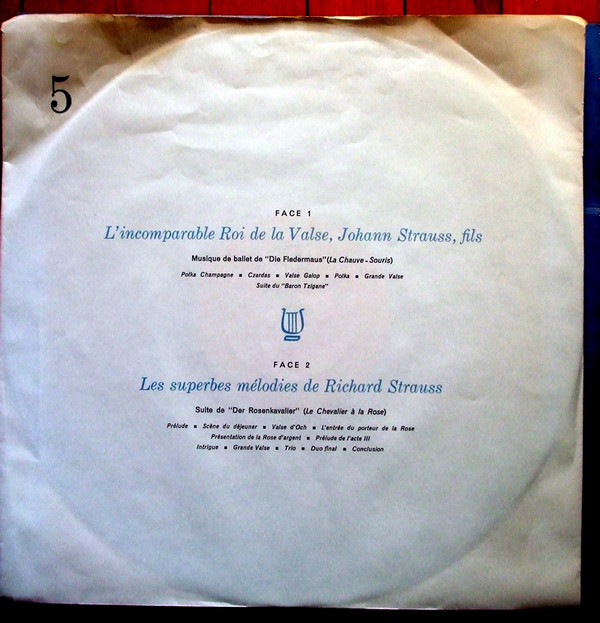 5
FACE 1
L'incomparable Roi de la Valse, Johann Strauss, fils
Musique de ballet de "Die Fledermaus"(La Chauve-Souris)
Polka Champagne ▪ Czardas ▪ Valse Galop ▪ Polka ▪ Grande Valse
Suite du "Baron Tzigane"
FACE 2
Les superbes mélodies de Richard Strauss
Suite de "Der Rosenkavalier" (Le Chevalier à la Rose)
Prélude ▪ Scène du déjeuner ▪ Valse d'Och ▪ L'entrée du porteur de la Rose
Présentation de la Rose d'argent ▪ Prélude de l'acte III
Intrigue ▪ Grande Valse ▪ Trio ▪ Duo final ▪ Conclusion